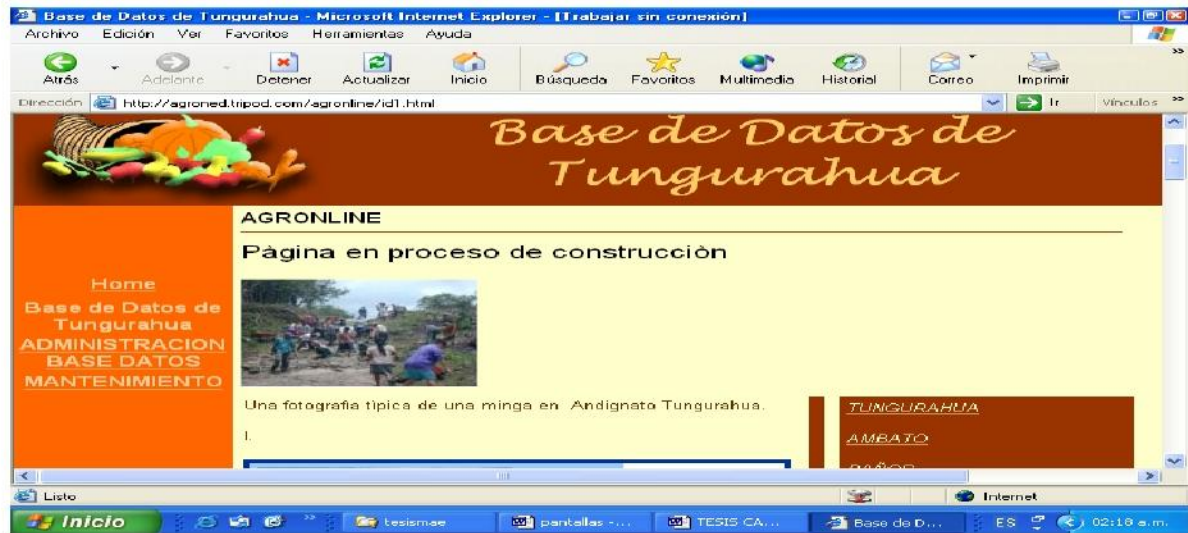 Base de Datos de Tungurahua - Microsoft Internet Explorer - [Trabajar sin conexión]
Archivo Edición Ver Favoritos Herramientas Ayuda
Atrás Adelante Detener Actualizar Inicio Búsqueda Favoritos Multimedia Historial Correo Imprimir
Dirección http://agroned.tripod.com/agronline/id1.html Ir Vínculos
Base de Datos de
Tungurahua
AGRONLINE
Pàgina en proceso de construcciòn
Home
Base de Datos de
Tungurahua
ADMINISTRACION
BASE DATOS
MANTENIMIENTO
Una fotografia tìpica de una minga en Andignato Tungurahua.
l.
TUNGURAHUA
AMBATO
BAÑOS
Listo Internet
Inicio tesismae pantallas -... TESIS CA... Base de D... ES 02:18 a.m.